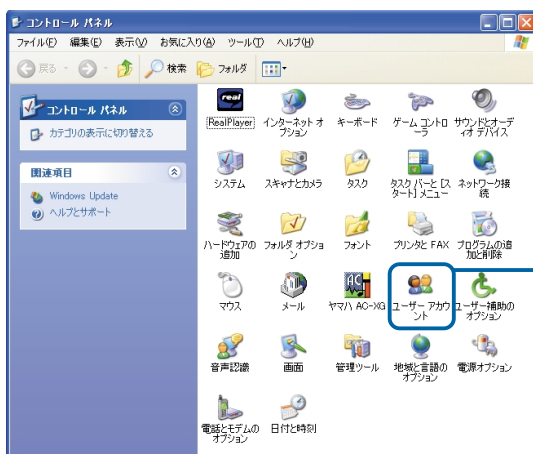 コントロール パネル
ファイル(F) 編集(E) 表示(V) お気に入り(A) ツール(T) ヘルプ(H)
戻る 検索 フォルダ
コントロール パネル
カテゴリの表示に切り替える
関連項目
Windows Update
ヘルプとサポート
real
RealPlayer
インターネット オ
プション
キーボード
ゲーム コントロ
ーラ
サウンドとオーデ
ィオ デバイス
システム
スキャナとカメラ
タスク
タスク バーと [ス
タート] メニュー
ネットワーク接
続
ハードウェアの
追加
フォルダ オプショ
ン
フォント
プリンタと FAX
プログラムの追
加と削除
マウス
メール
AC-
ヤマハ AC-XG
ユーザー アカウ
ント
ユーザー補助の
オプション
音声認識
画面
管理ツール
地域と言語の
オプション
電源オプション
電話とモデムの
オプション
日付と時刻